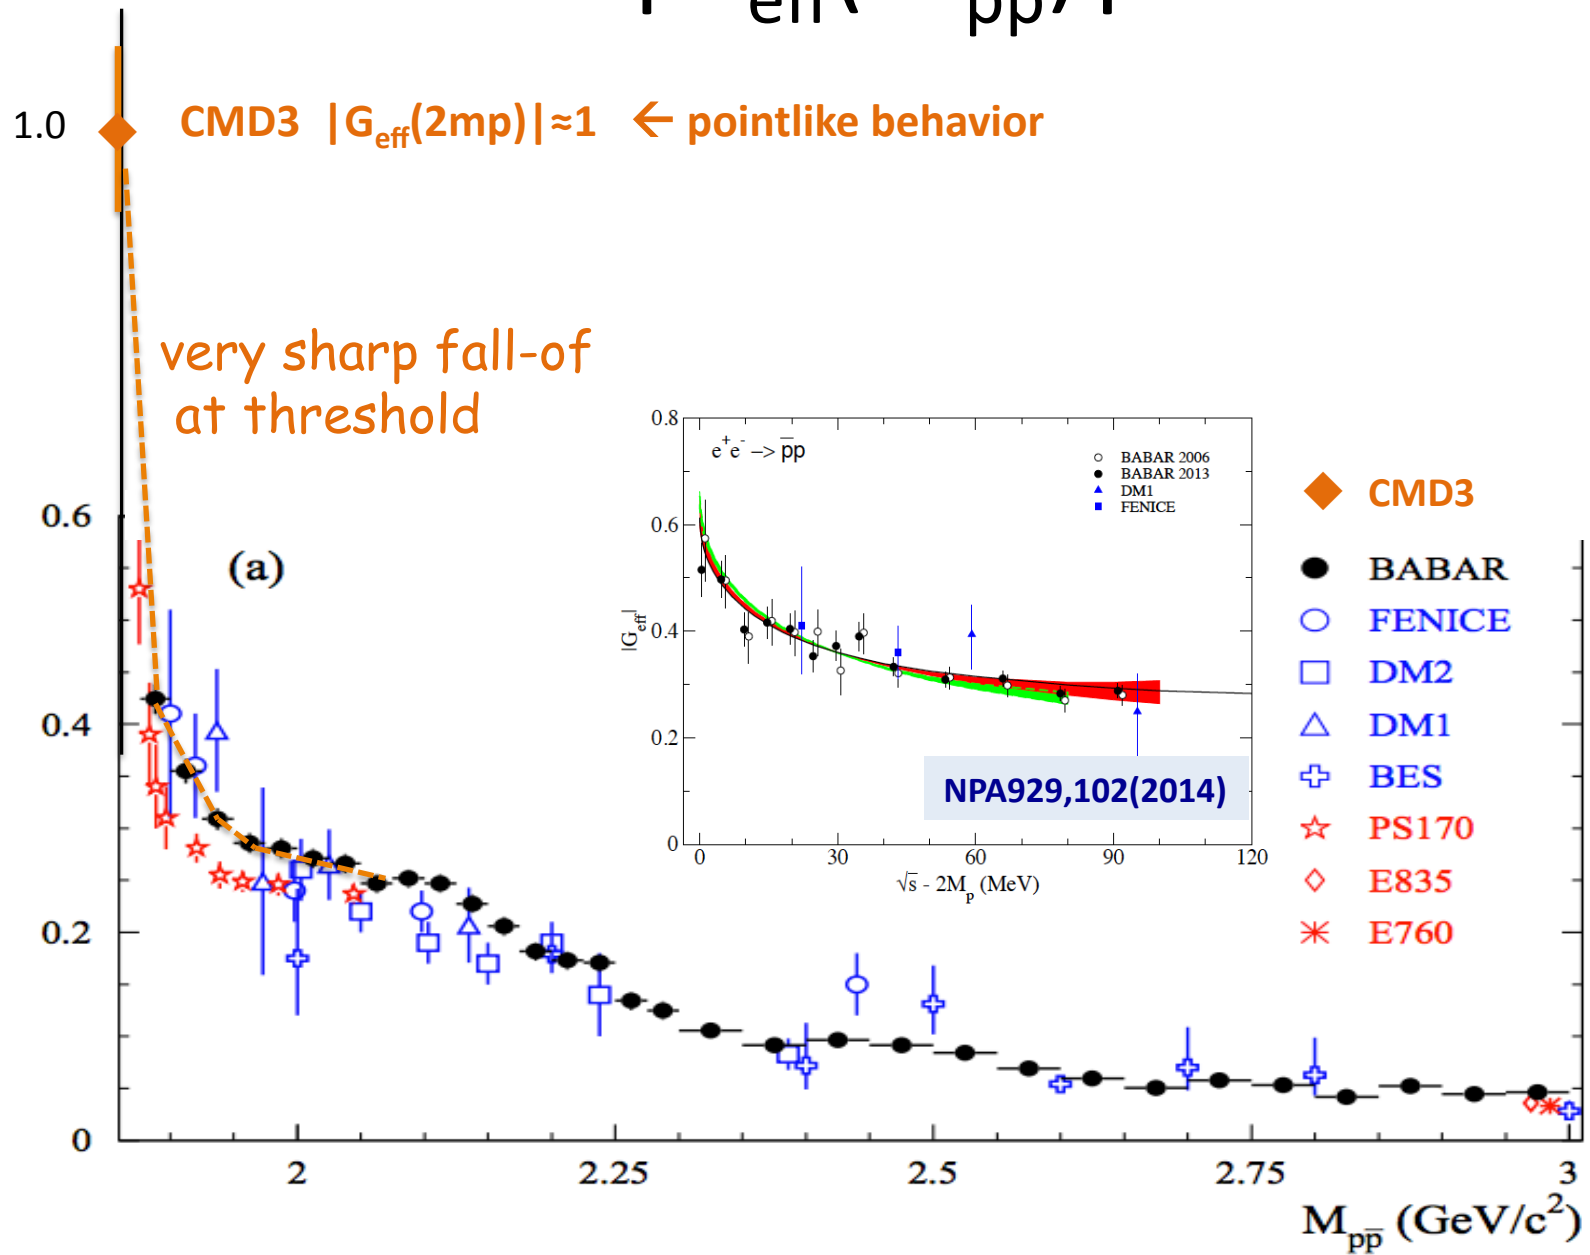 eff
pp
1.0
CMD3 |Geff(2mp)|≈1 ← pointlike behavior
very sharp fall-of
at threshold
0.6
0.4
0.2
0
(a)
2
2.25
2.5
2.75
3
Mpp̅ (GeV/c²)
0.8
0.6
0.4
0.2
0
|Geff|
e⁺e⁻ –> p̅p
BABAR 2006
BABAR 2013
DM1
FENICE
NPA929,102(2014)
0
30
60
90
120
√s - 2Mp (MeV)
CMD3
BABAR
FENICE
DM2
DM1
BES
PS170
E835
E760